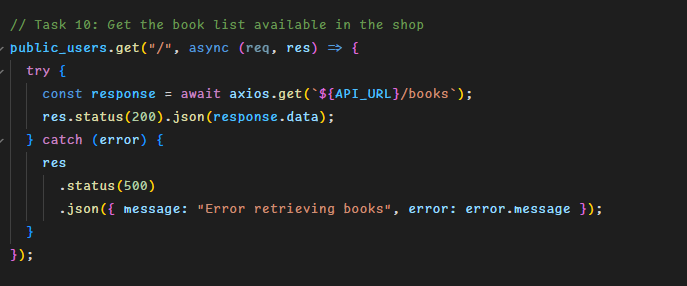 // Task 10: Get the book list available in the shop
public_users.get("/", async (req, res) => {
  try {
    const response = await axios.get(`${API_URL}/books`);
    res.status(200).json(response.data);
  } catch (error) {
    res
      .status(500)
      .json({ message: "Error retrieving books", error: error.message });
  }
});